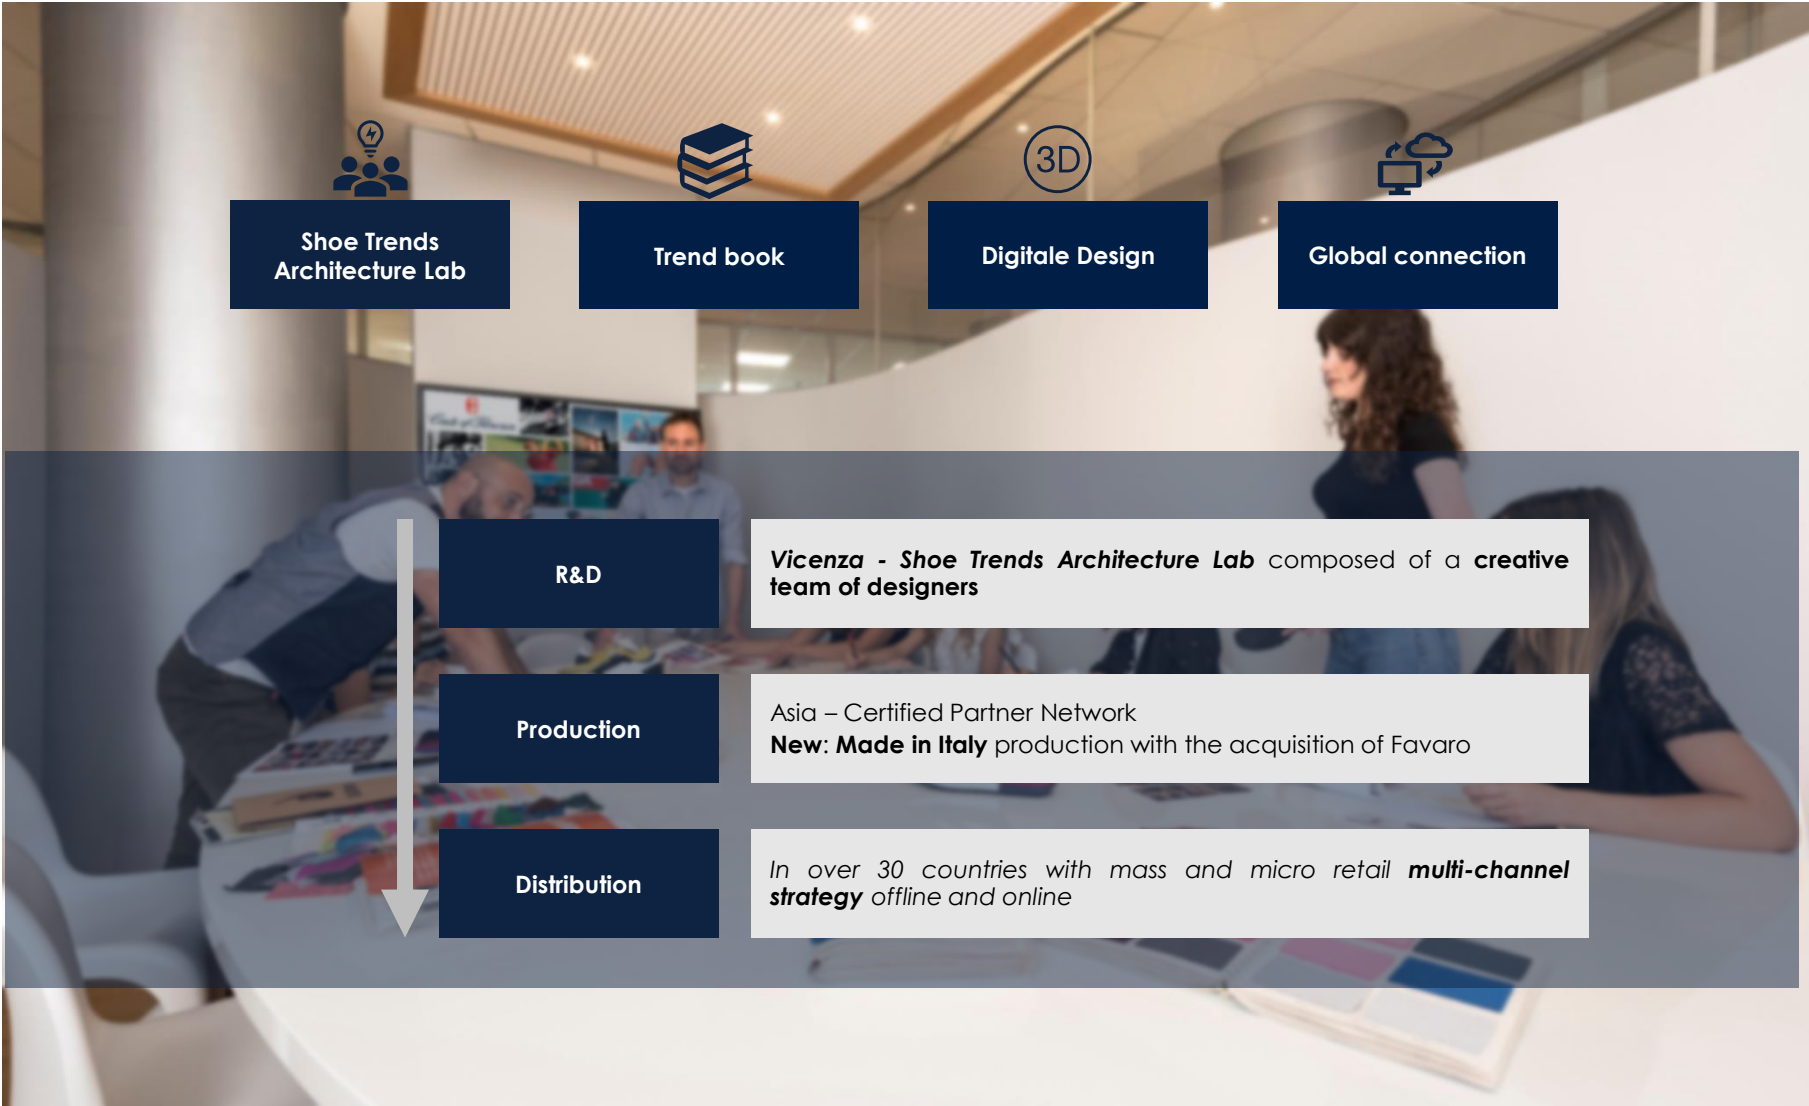 3D
Shoe Trends
Architecture Lab
Trend book
Digitale Design
Global connection
R&D
Vicenza - Shoe Trends Architecture Lab composed of a creative
team of designers
Production
Asia – Certified Partner Network
New: Made in Italy production with the acquisition of Favaro
Distribution
In over 30 countries with mass and micro retail multi-channel
strategy offline and online